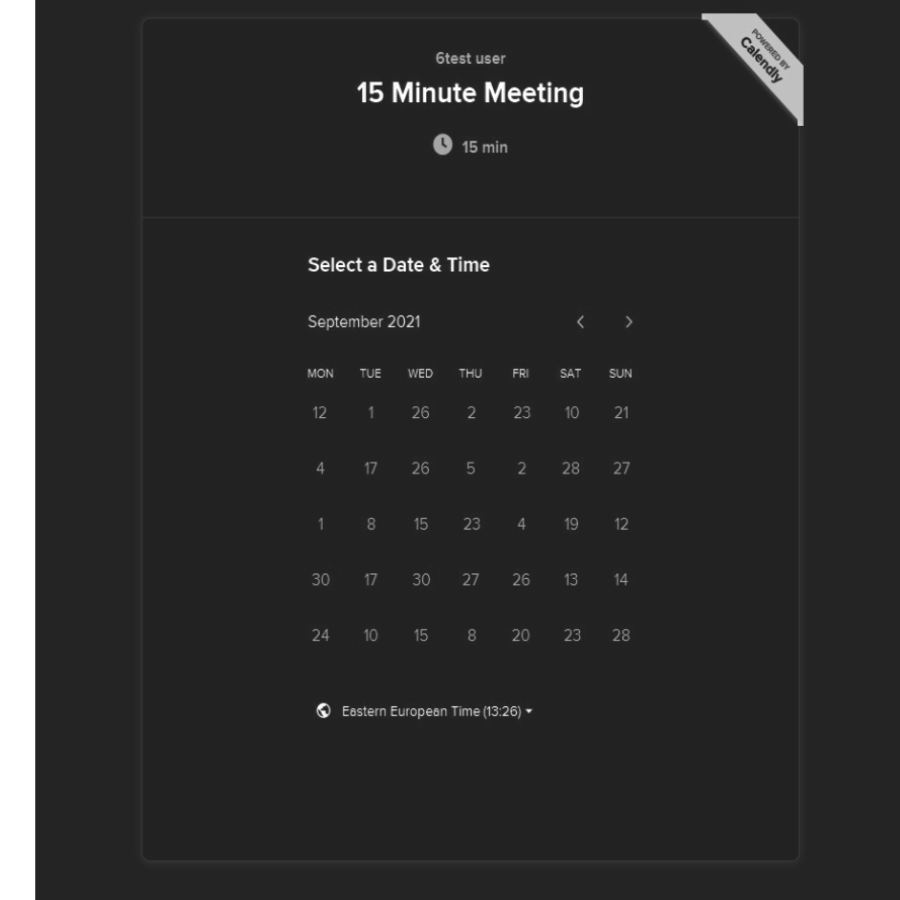 POWERED BY
Calendly
6test user
15 Minute Meeting
15 min
Select a Date & Time
September 2021
MON TUE WED THU FRI SAT SUN
12 1 26 2 23 10 21
4 17 26 5 2 28 27
1 8 15 23 4 19 12
30 17 30 27 26 13 14
24 10 15 8 20 23 28
Eastern European Time (13:26)